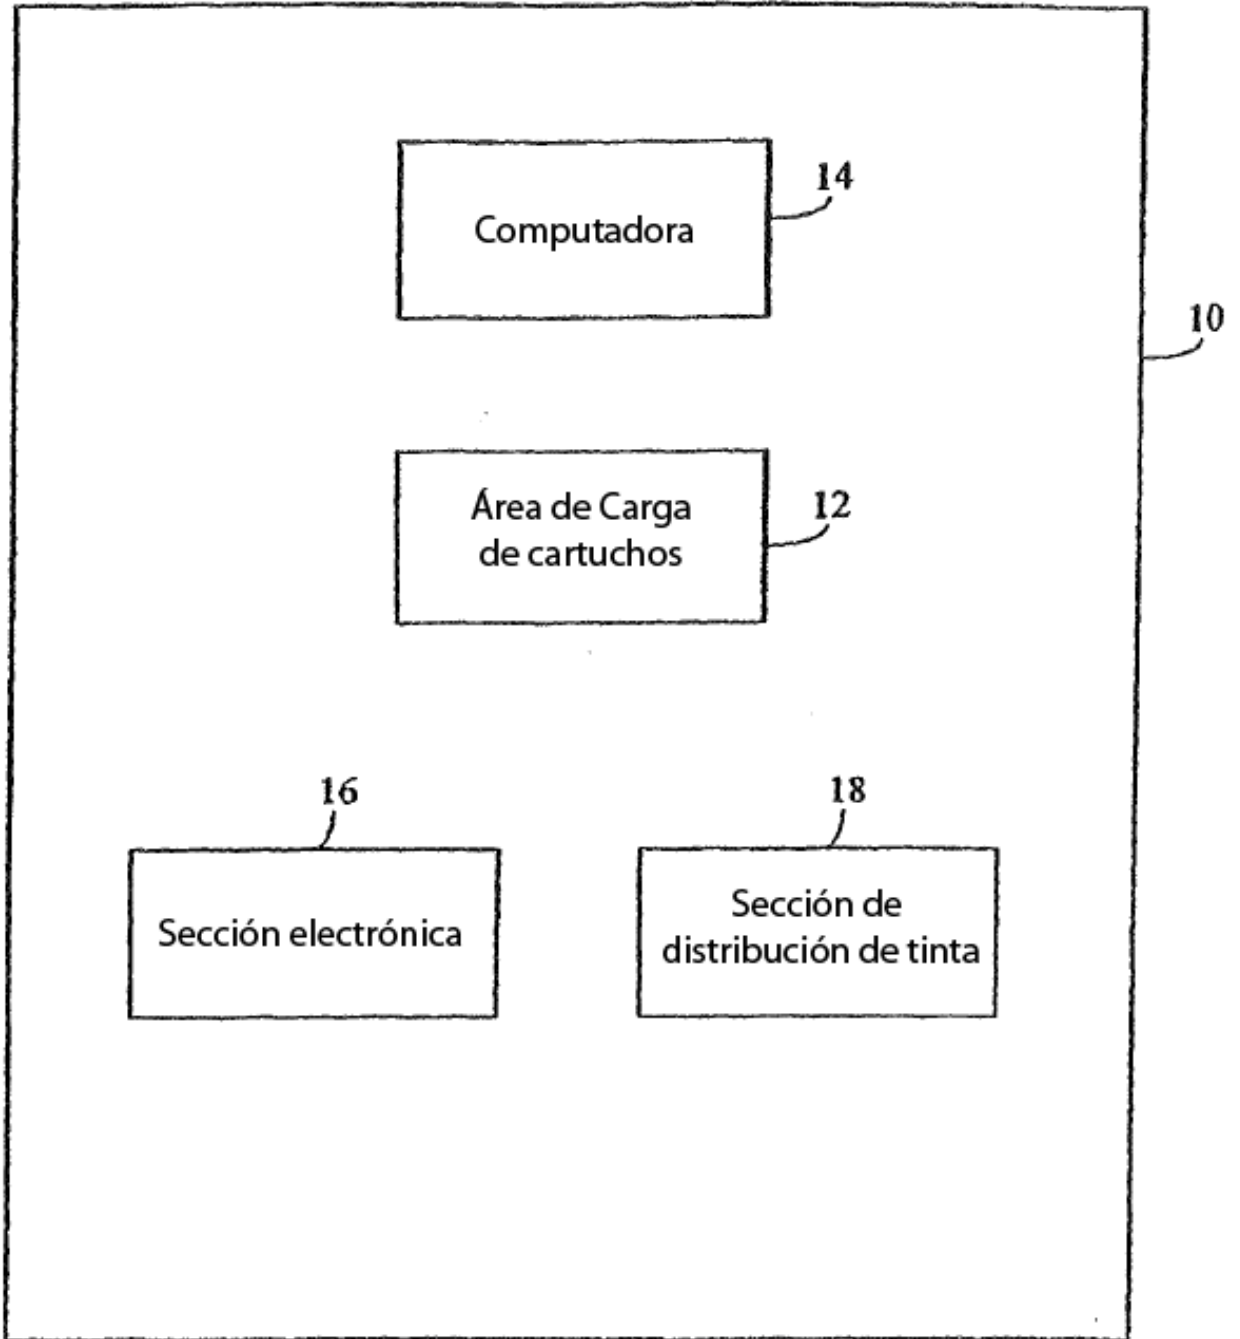 14
Computadora
10
Área de Carga
de cartuchos
12
16
18
Sección electrónica
Sección de
distribución de tinta